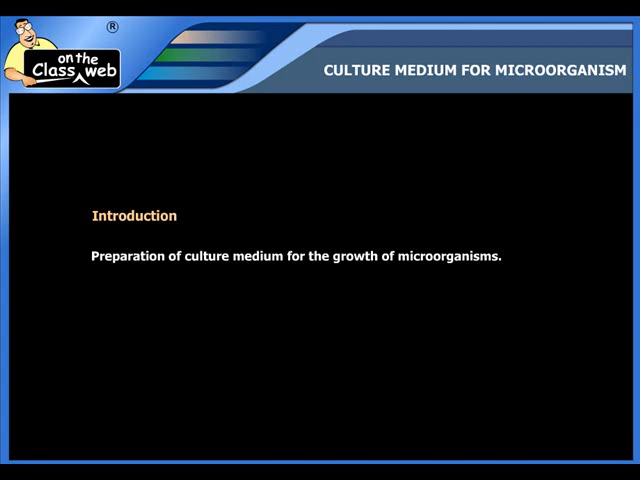 ®
on the
Class web
CULTURE MEDIUM FOR MICROORGANISM
Introduction
Preparation of culture medium for the growth of microorganisms.